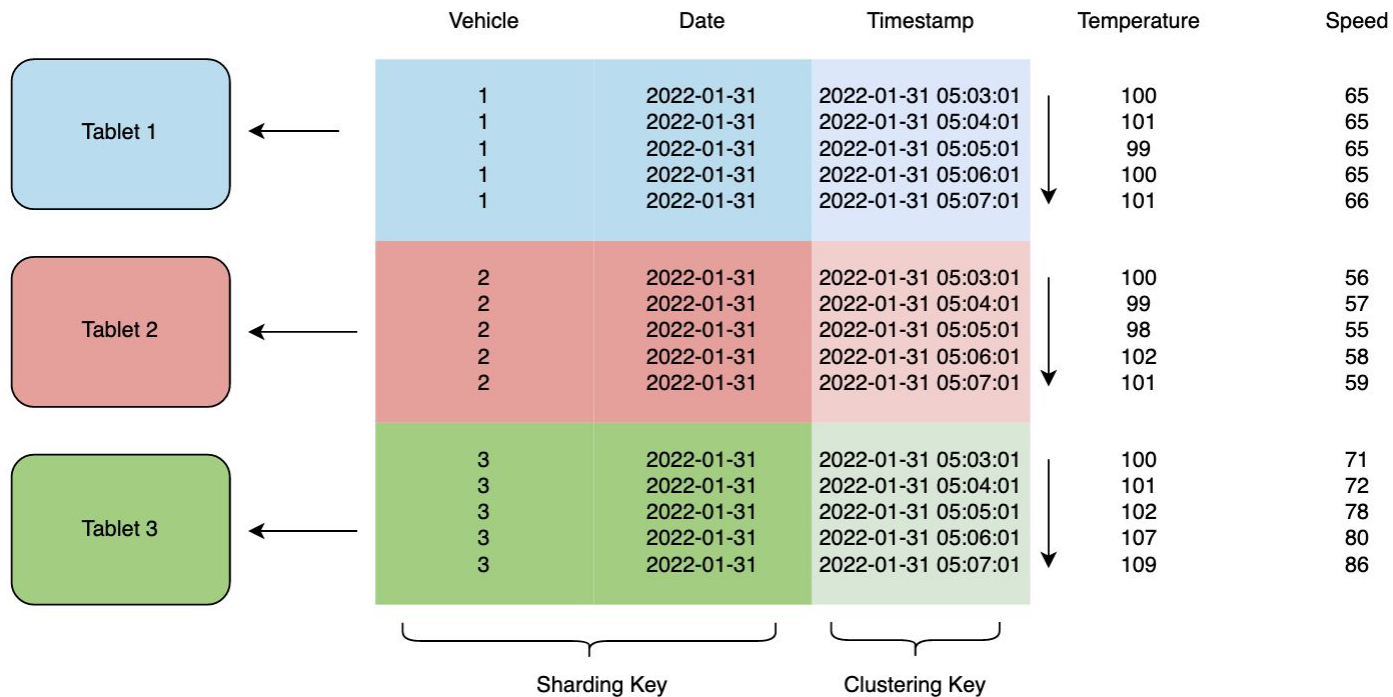 Vehicle Date Timestamp Temperature Speed
Tablet 1
1 2022-01-31 2022-01-31 05:03:01 100 65
1 2022-01-31 2022-01-31 05:04:01 101 65
1 2022-01-31 2022-01-31 05:05:01 99 65
1 2022-01-31 2022-01-31 05:06:01 100 65
1 2022-01-31 2022-01-31 05:07:01 101 66
Tablet 2
2 2022-01-31 2022-01-31 05:03:01 100 56
2 2022-01-31 2022-01-31 05:04:01 99 57
2 2022-01-31 2022-01-31 05:05:01 98 55
2 2022-01-31 2022-01-31 05:06:01 102 58
2 2022-01-31 2022-01-31 05:07:01 101 59
Tablet 3
3 2022-01-31 2022-01-31 05:03:01 100 71
3 2022-01-31 2022-01-31 05:04:01 101 72
3 2022-01-31 2022-01-31 05:05:01 102 78
3 2022-01-31 2022-01-31 05:06:01 107 80
3 2022-01-31 2022-01-31 05:07:01 109 86
Sharding Key Clustering Key